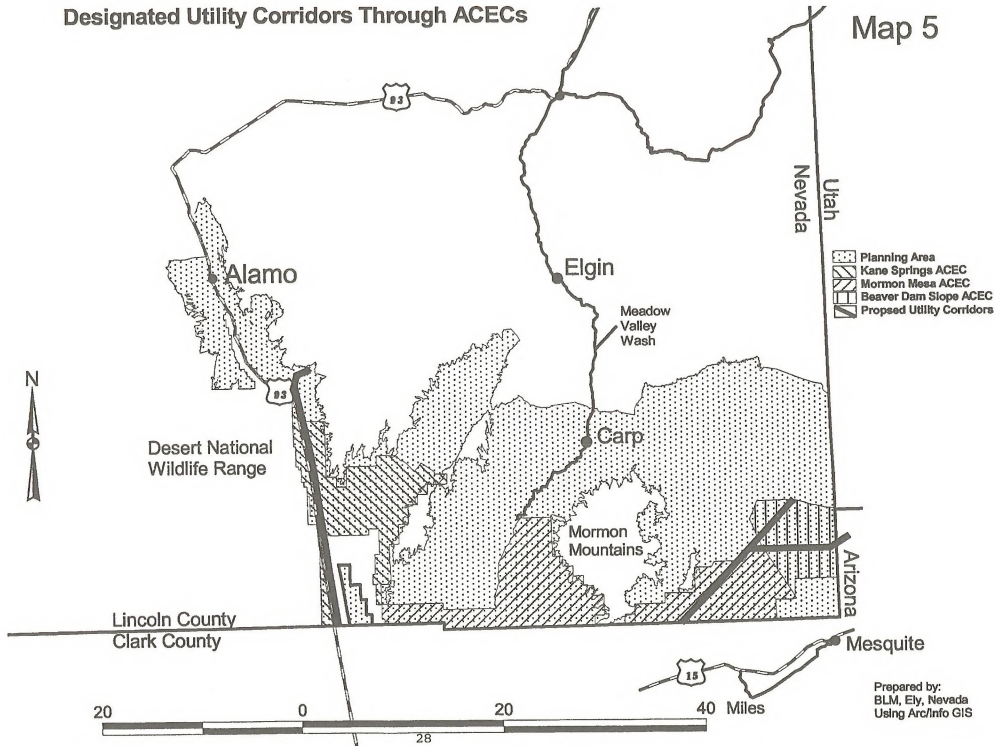 Designated Utility Corridors Through ACECs
Map 5
93
Utah
Nevada
Planning Area
Kane Springs ACEC
Mormon Mesa ACEC
Beaver Dam Slope ACEC
Propsed Utility Corridors
Alamo
Elgin
Meadow
Valley
Wash
N
93
Carp
Desert National
Wildlife Range
Mormon
Mountains
Arizona
Lincoln County
Clark County
Mesquite
15
Prepared by:
BLM, Ely, Nevada
Using Arc/Info GIS
20 0 20 40 Miles
28